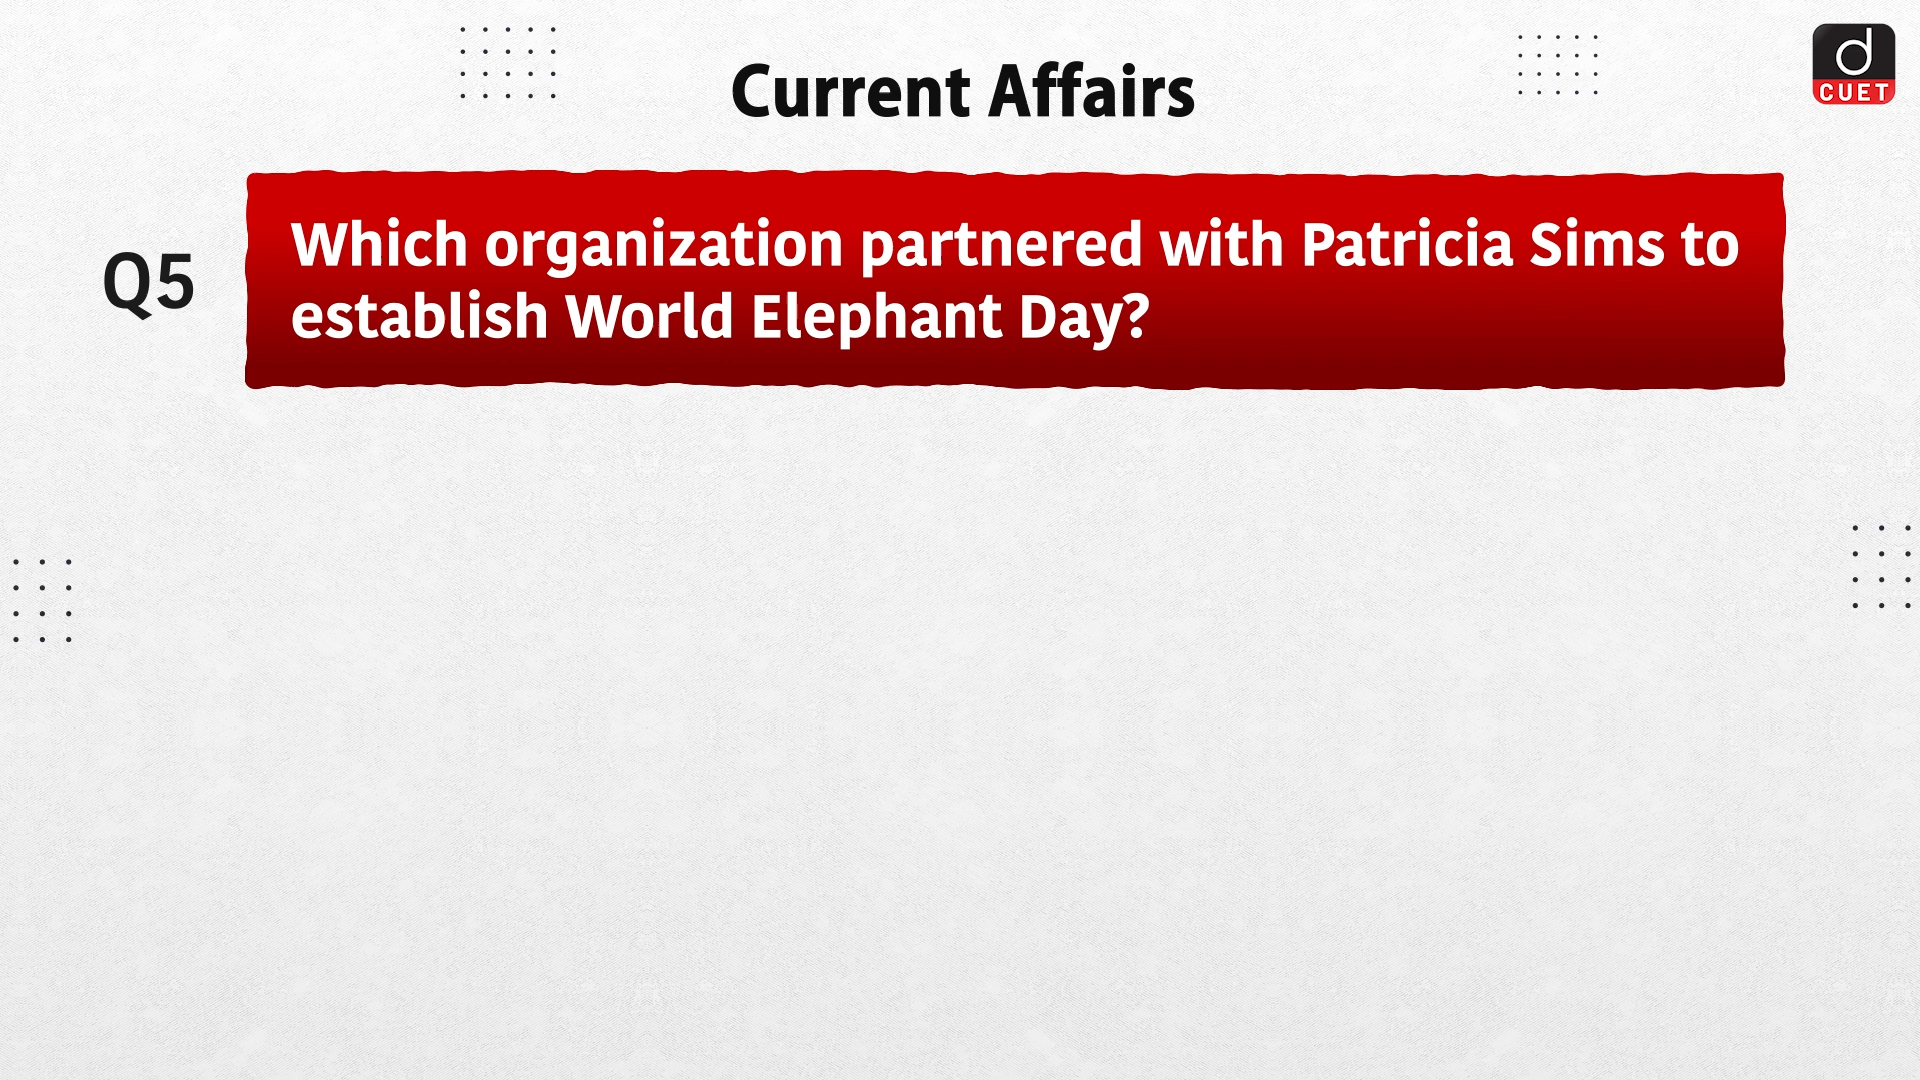 Current Affairs
d
CUET
Q5
Which organization partnered with Patricia Sims to
establish World Elephant Day?